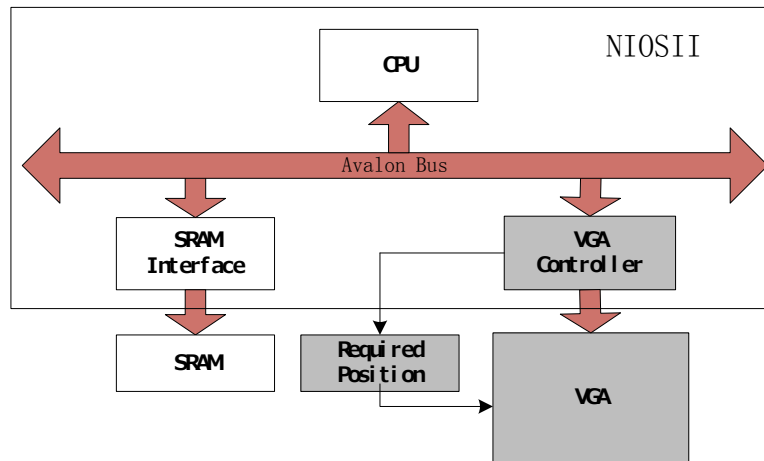 NIOSII
CPU
Avalon Bus
SRAM
Interface
VGA
Controller
SRAM
Required
Position
VGA